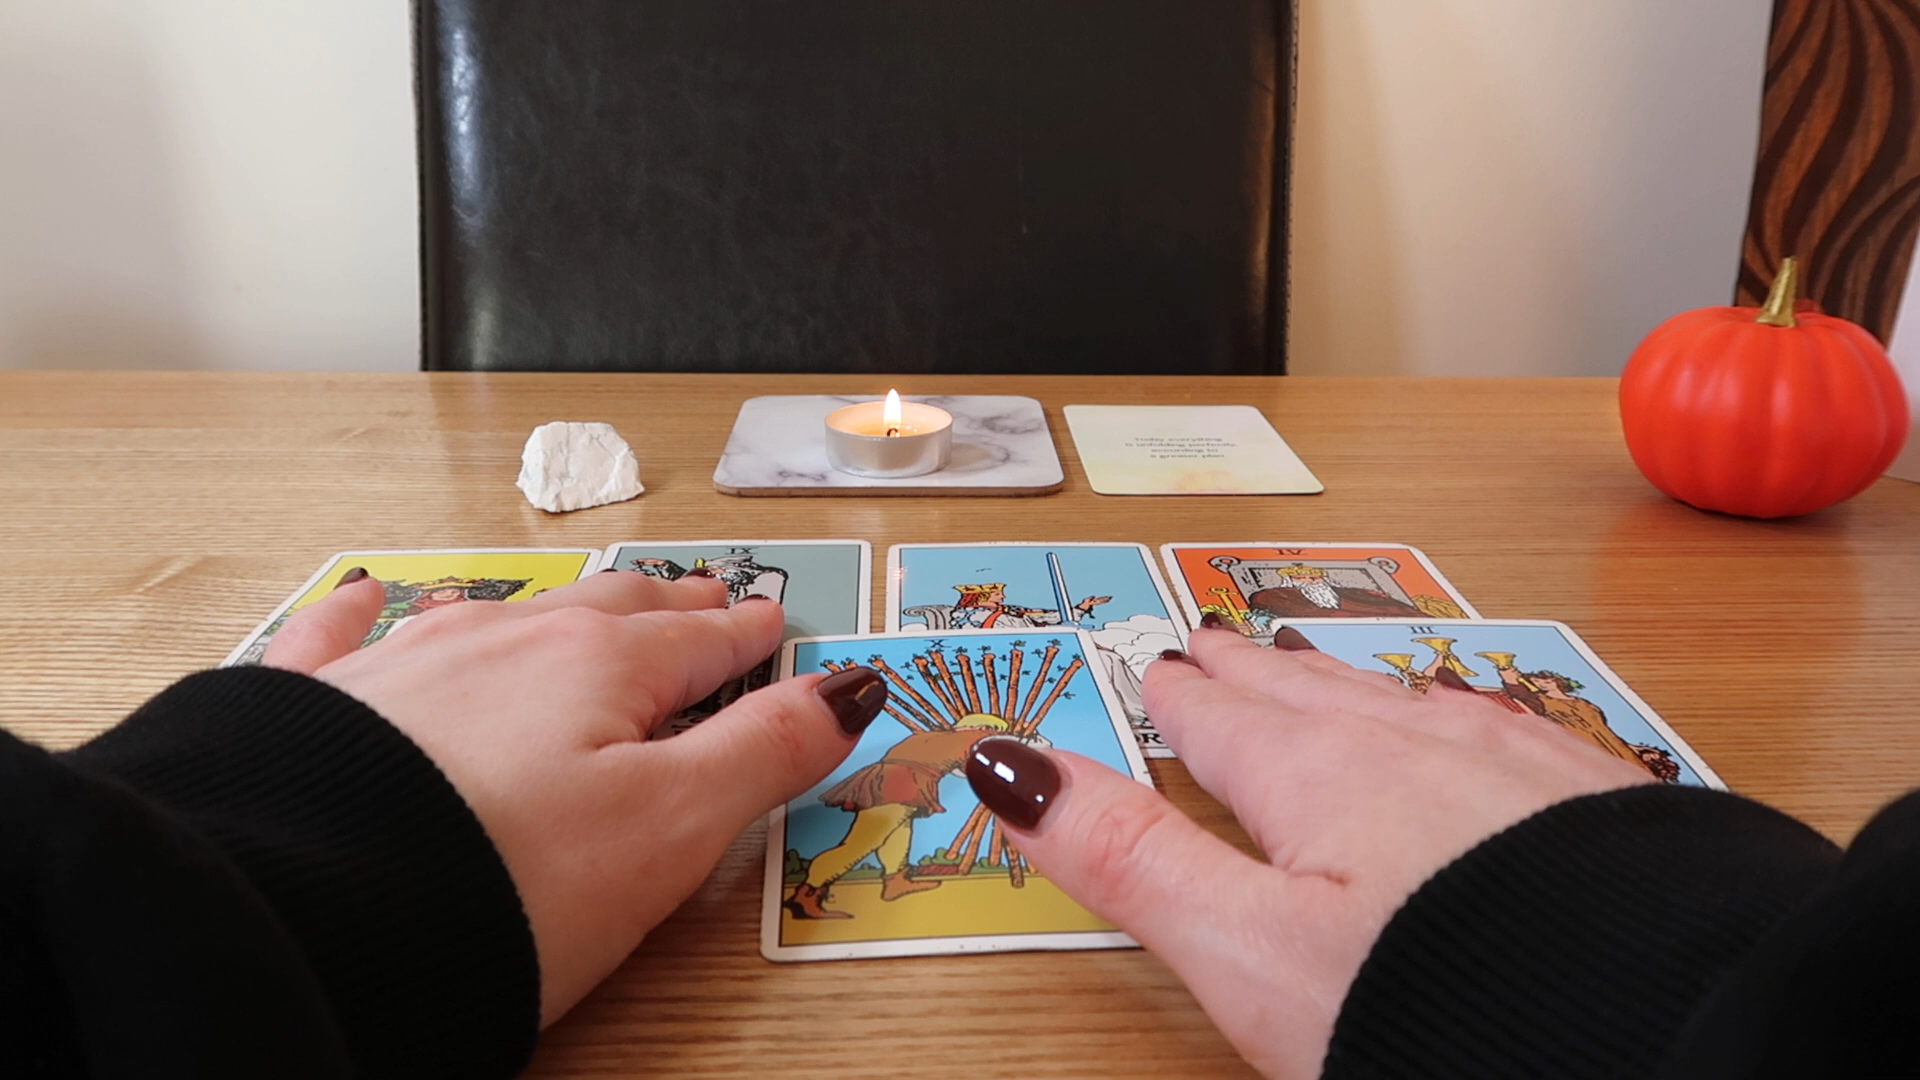 Today everything
is unfolding perfectly,
according to
a greater plan
IX
IV
X
III